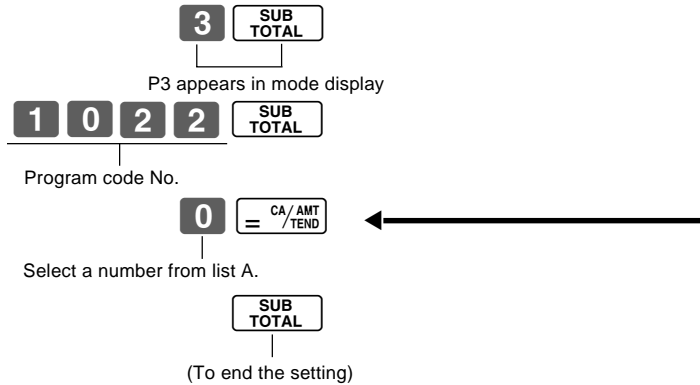 3 SUB TOTAL
P3 appears in mode display
1 0 2 2 SUB TOTAL
Program code No.
0 = CA/AMT /TEND
Select a number from list A.
SUB TOTAL
(To end the setting)